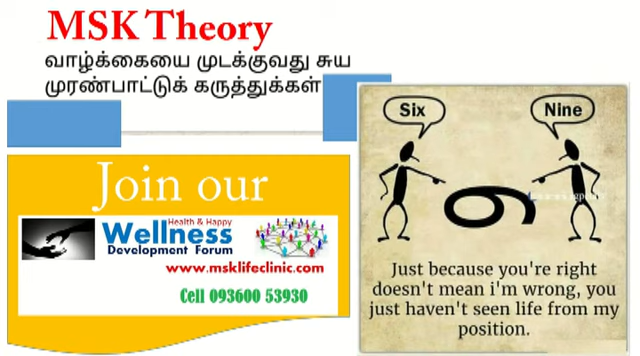 MSK Theory
வாழ்க்கையை முடக்குவது சுய
முரண்பாட்டுக் கருத்துக்கள்
Join our
Health & Happy
Wellness
Development Forum
www.msklifeclinic.com
Cell 093600 53930
Six
Nine
6
Just because you're right
doesn't mean i'm wrong, you
just haven't seen life from my
position.